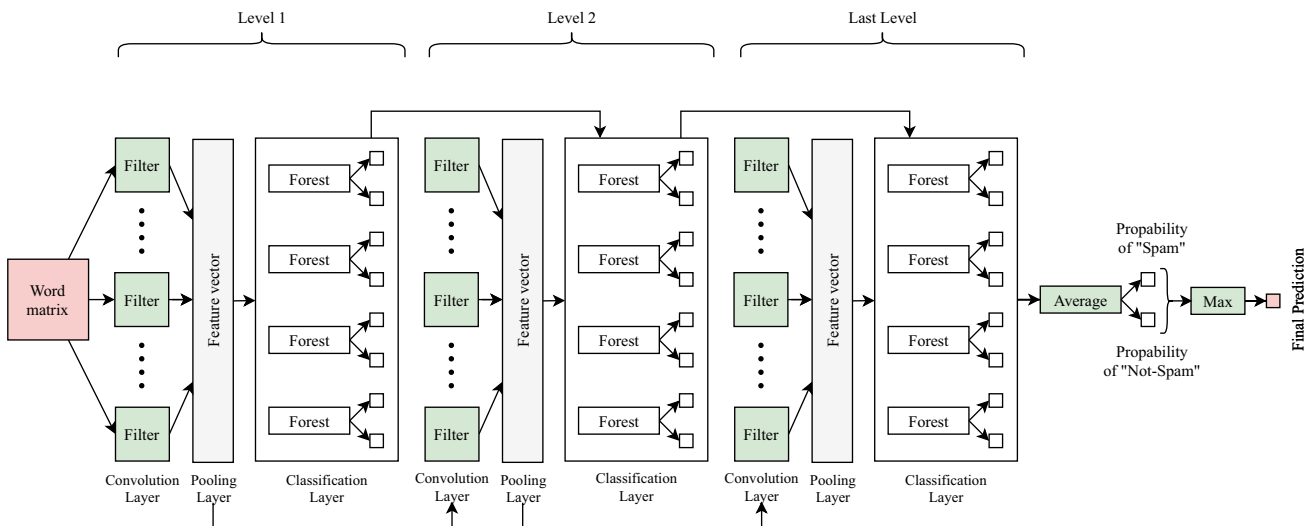 Level 1
Level 2
Last Level
Filter
Filter
Filter
Feature vector
Forest
Forest
Forest
Forest
Filter
Filter
Filter
Feature vector
Forest
Forest
Forest
Forest
Filter
Filter
Filter
Feature vector
Forest
Forest
Forest
Forest
Word
matrix
Propability
of "Spam"
Average
Max
Final Prediction
Propability
of "Not-Spam"
Convolution
Layer
Pooling
Layer
Classification
Layer
Convolution
Layer
Pooling
Layer
Classification
Layer
Convolution
Layer
Pooling
Layer
Classification
Layer